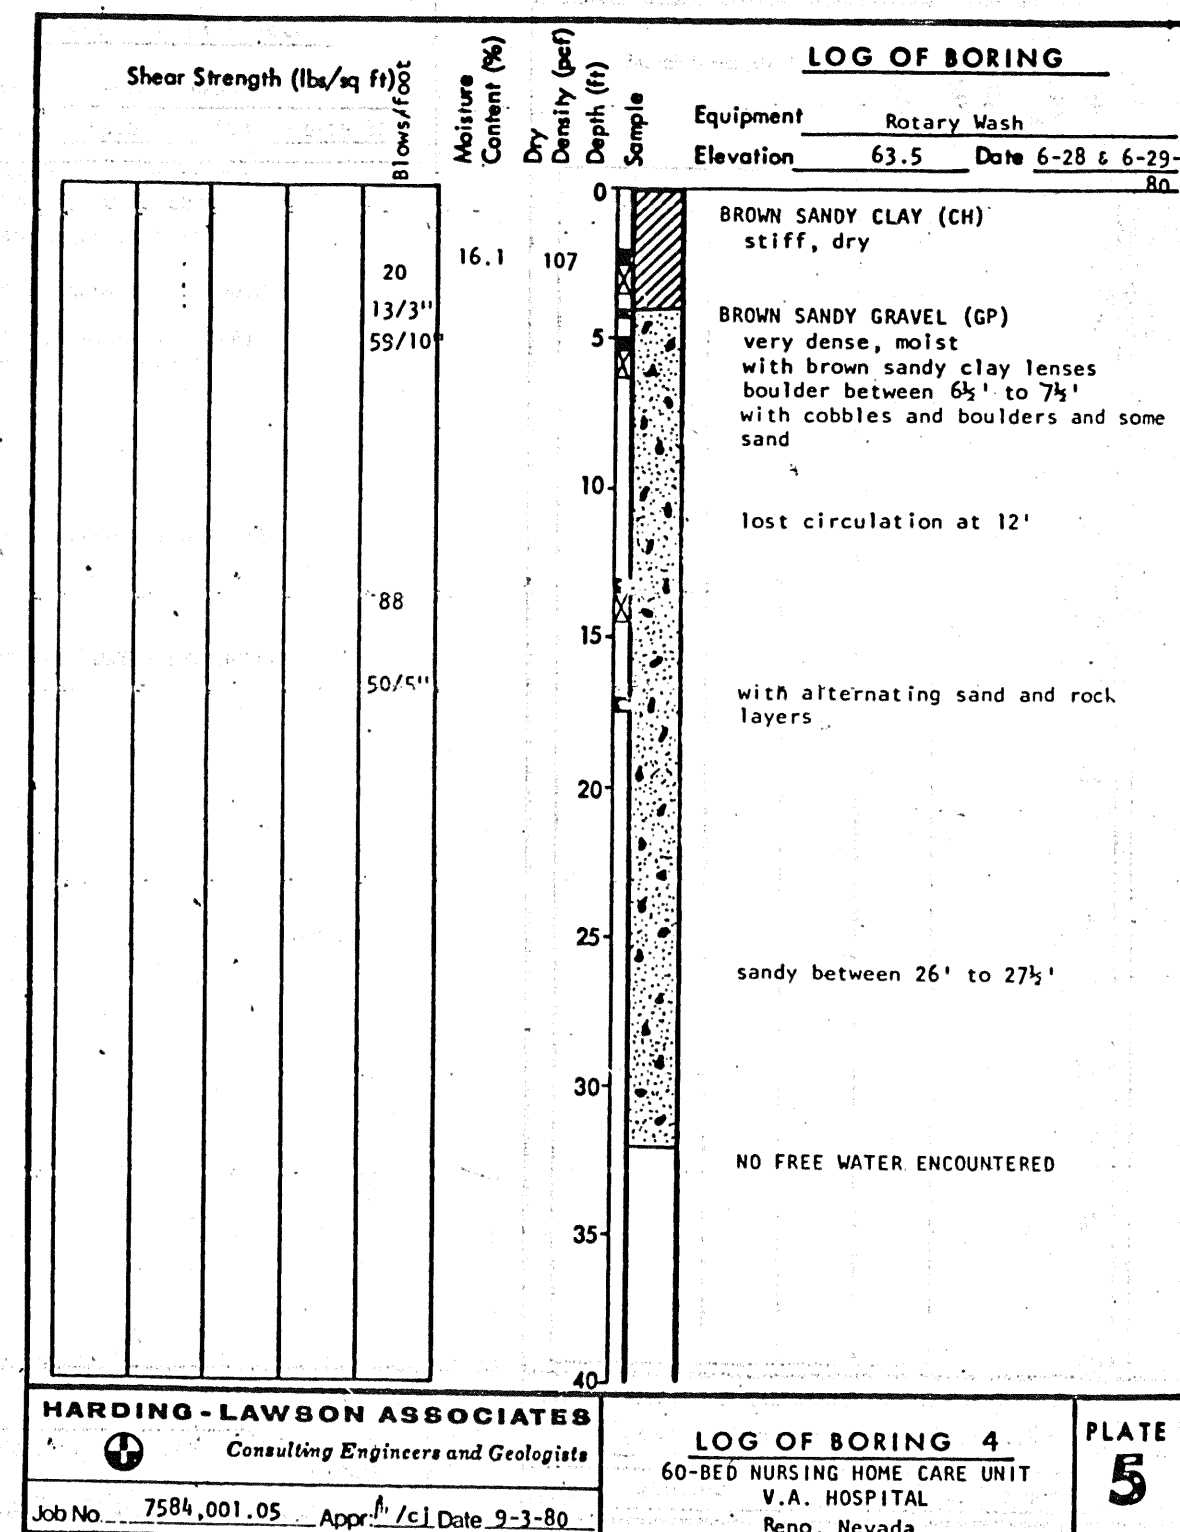 LOG OF BORING
Shear Strength (lbs/sq ft)
Blows/foot
Moisture
Content (%)
Dry
Density (pcf)
Depth (ft)
Sample
Equipment Rotary Wash
Elevation 63.5 Date 6-28 & 6-29-
80
0
BROWN SANDY CLAY (CH)
stiff, dry
20 16.1 107
13/3"
BROWN SANDY GRAVEL (GP)
59/10"
5
very dense, moist
with brown sandy clay lenses
boulder between 6½' to 7½'
with cobbles and boulders and some
sand
10
lost circulation at 12'
88
15
50/5"
with alternating sand and rock
layers
20
25
sandy between 26' to 27½'
30
NO FREE WATER ENCOUNTERED
35
40
HARDING-LAWSON ASSOCIATES
Consulting Engineers and Geologists
Job No. 7584,001.05 Appr: /cj Date 9-3-80
LOG OF BORING 4
60-BED NURSING HOME CARE UNIT
V.A. HOSPITAL
Reno, Nevada
PLATE
5